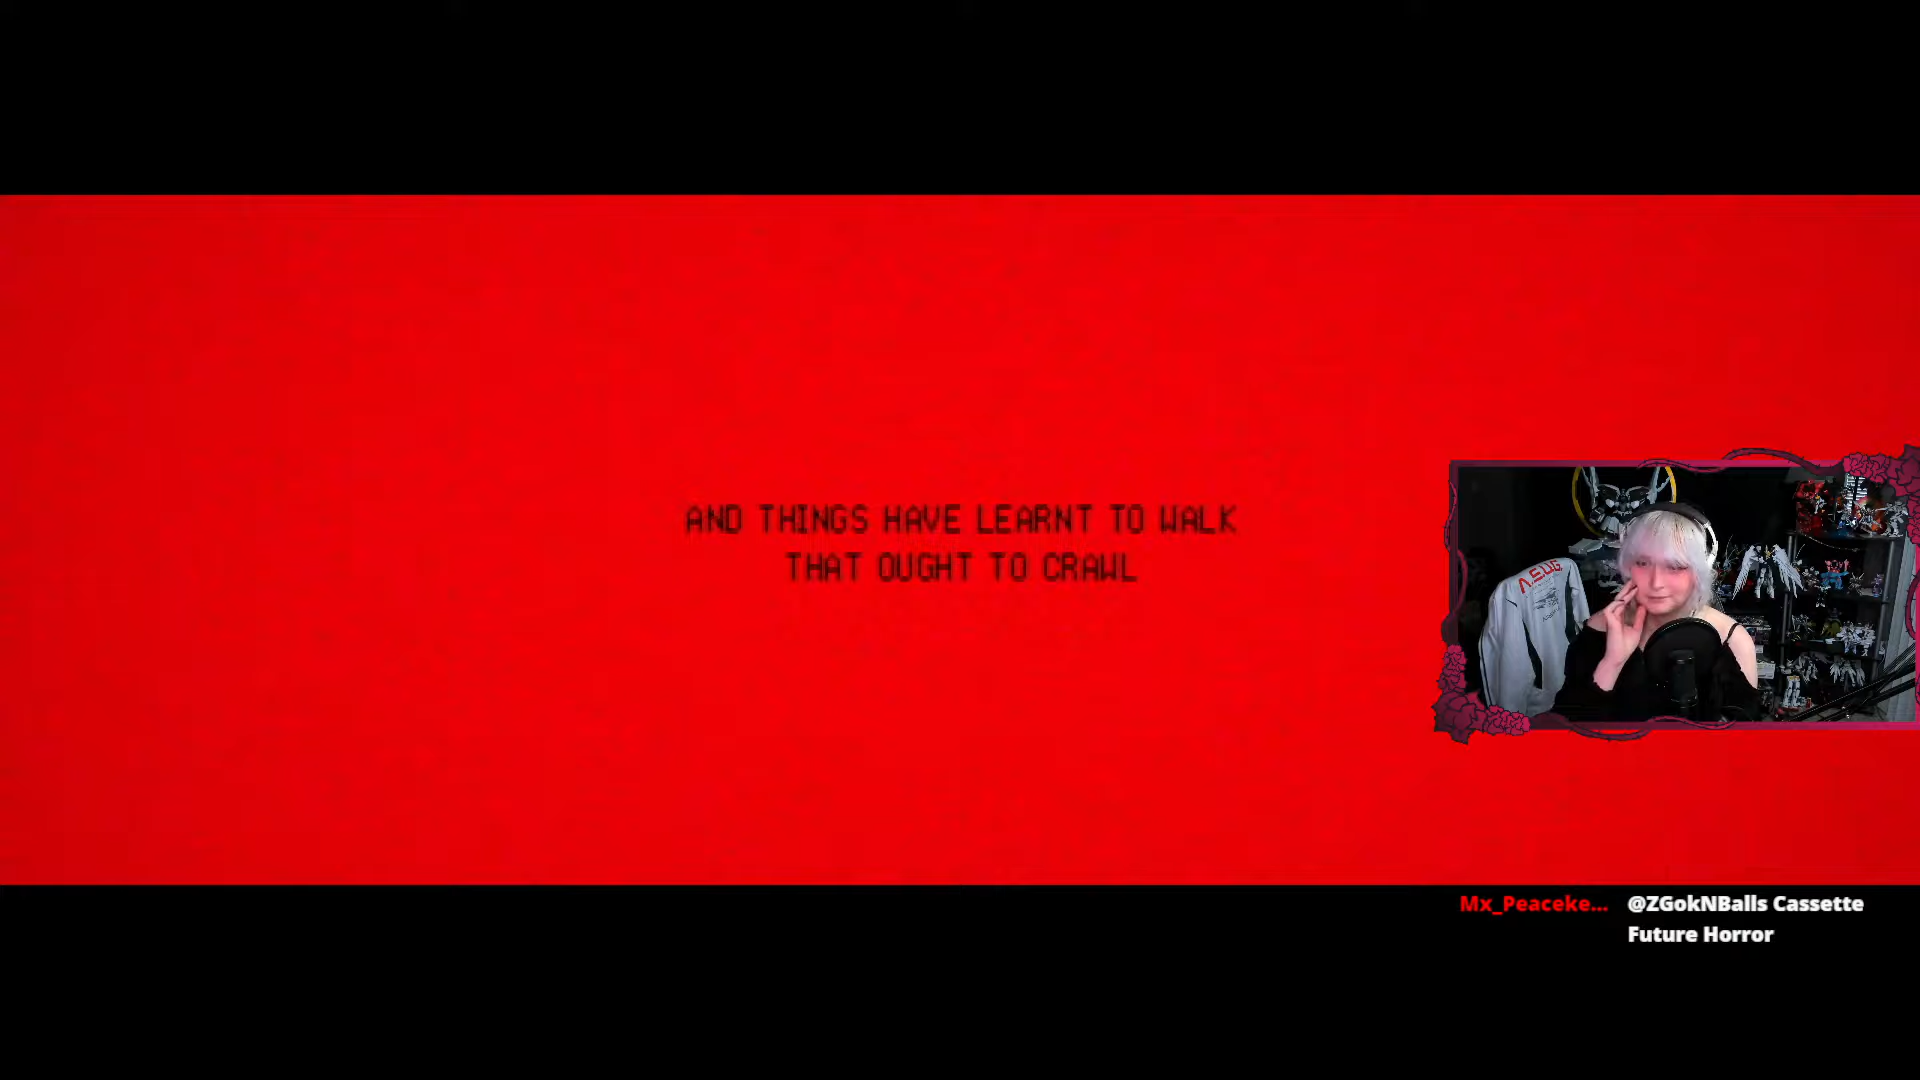 AND THINGS HAVE LEARNT TO WALK
THAT OUGHT TO CRAWL
A.E.U.G.
Mx_Peaceke... @ZGokNBalls Cassette
Future Horror